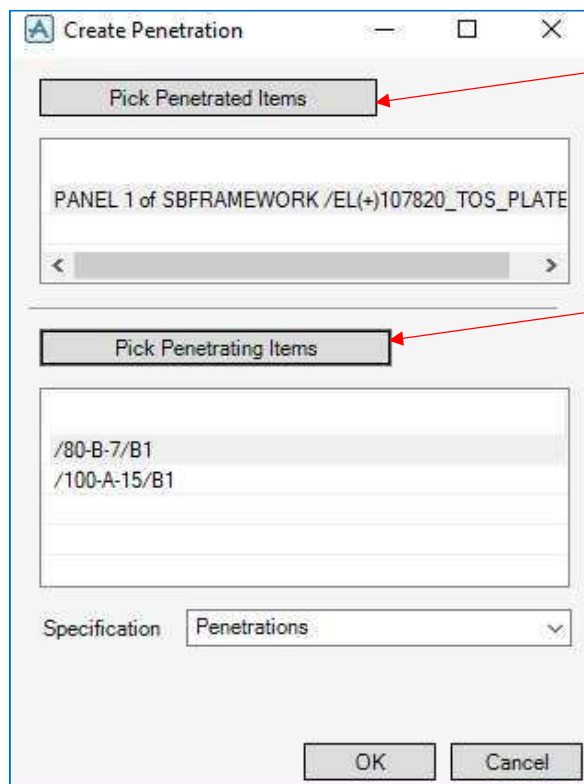 Create Penetration
Pick Penetrated Items
PANEL 1 of SBFRAMEWORK /EL(+)107820_TOS_PLATE
Pick Penetrating Items
/80-B-7/B1
/100-A-15/B1
Specification Penetrations
OK Cancel